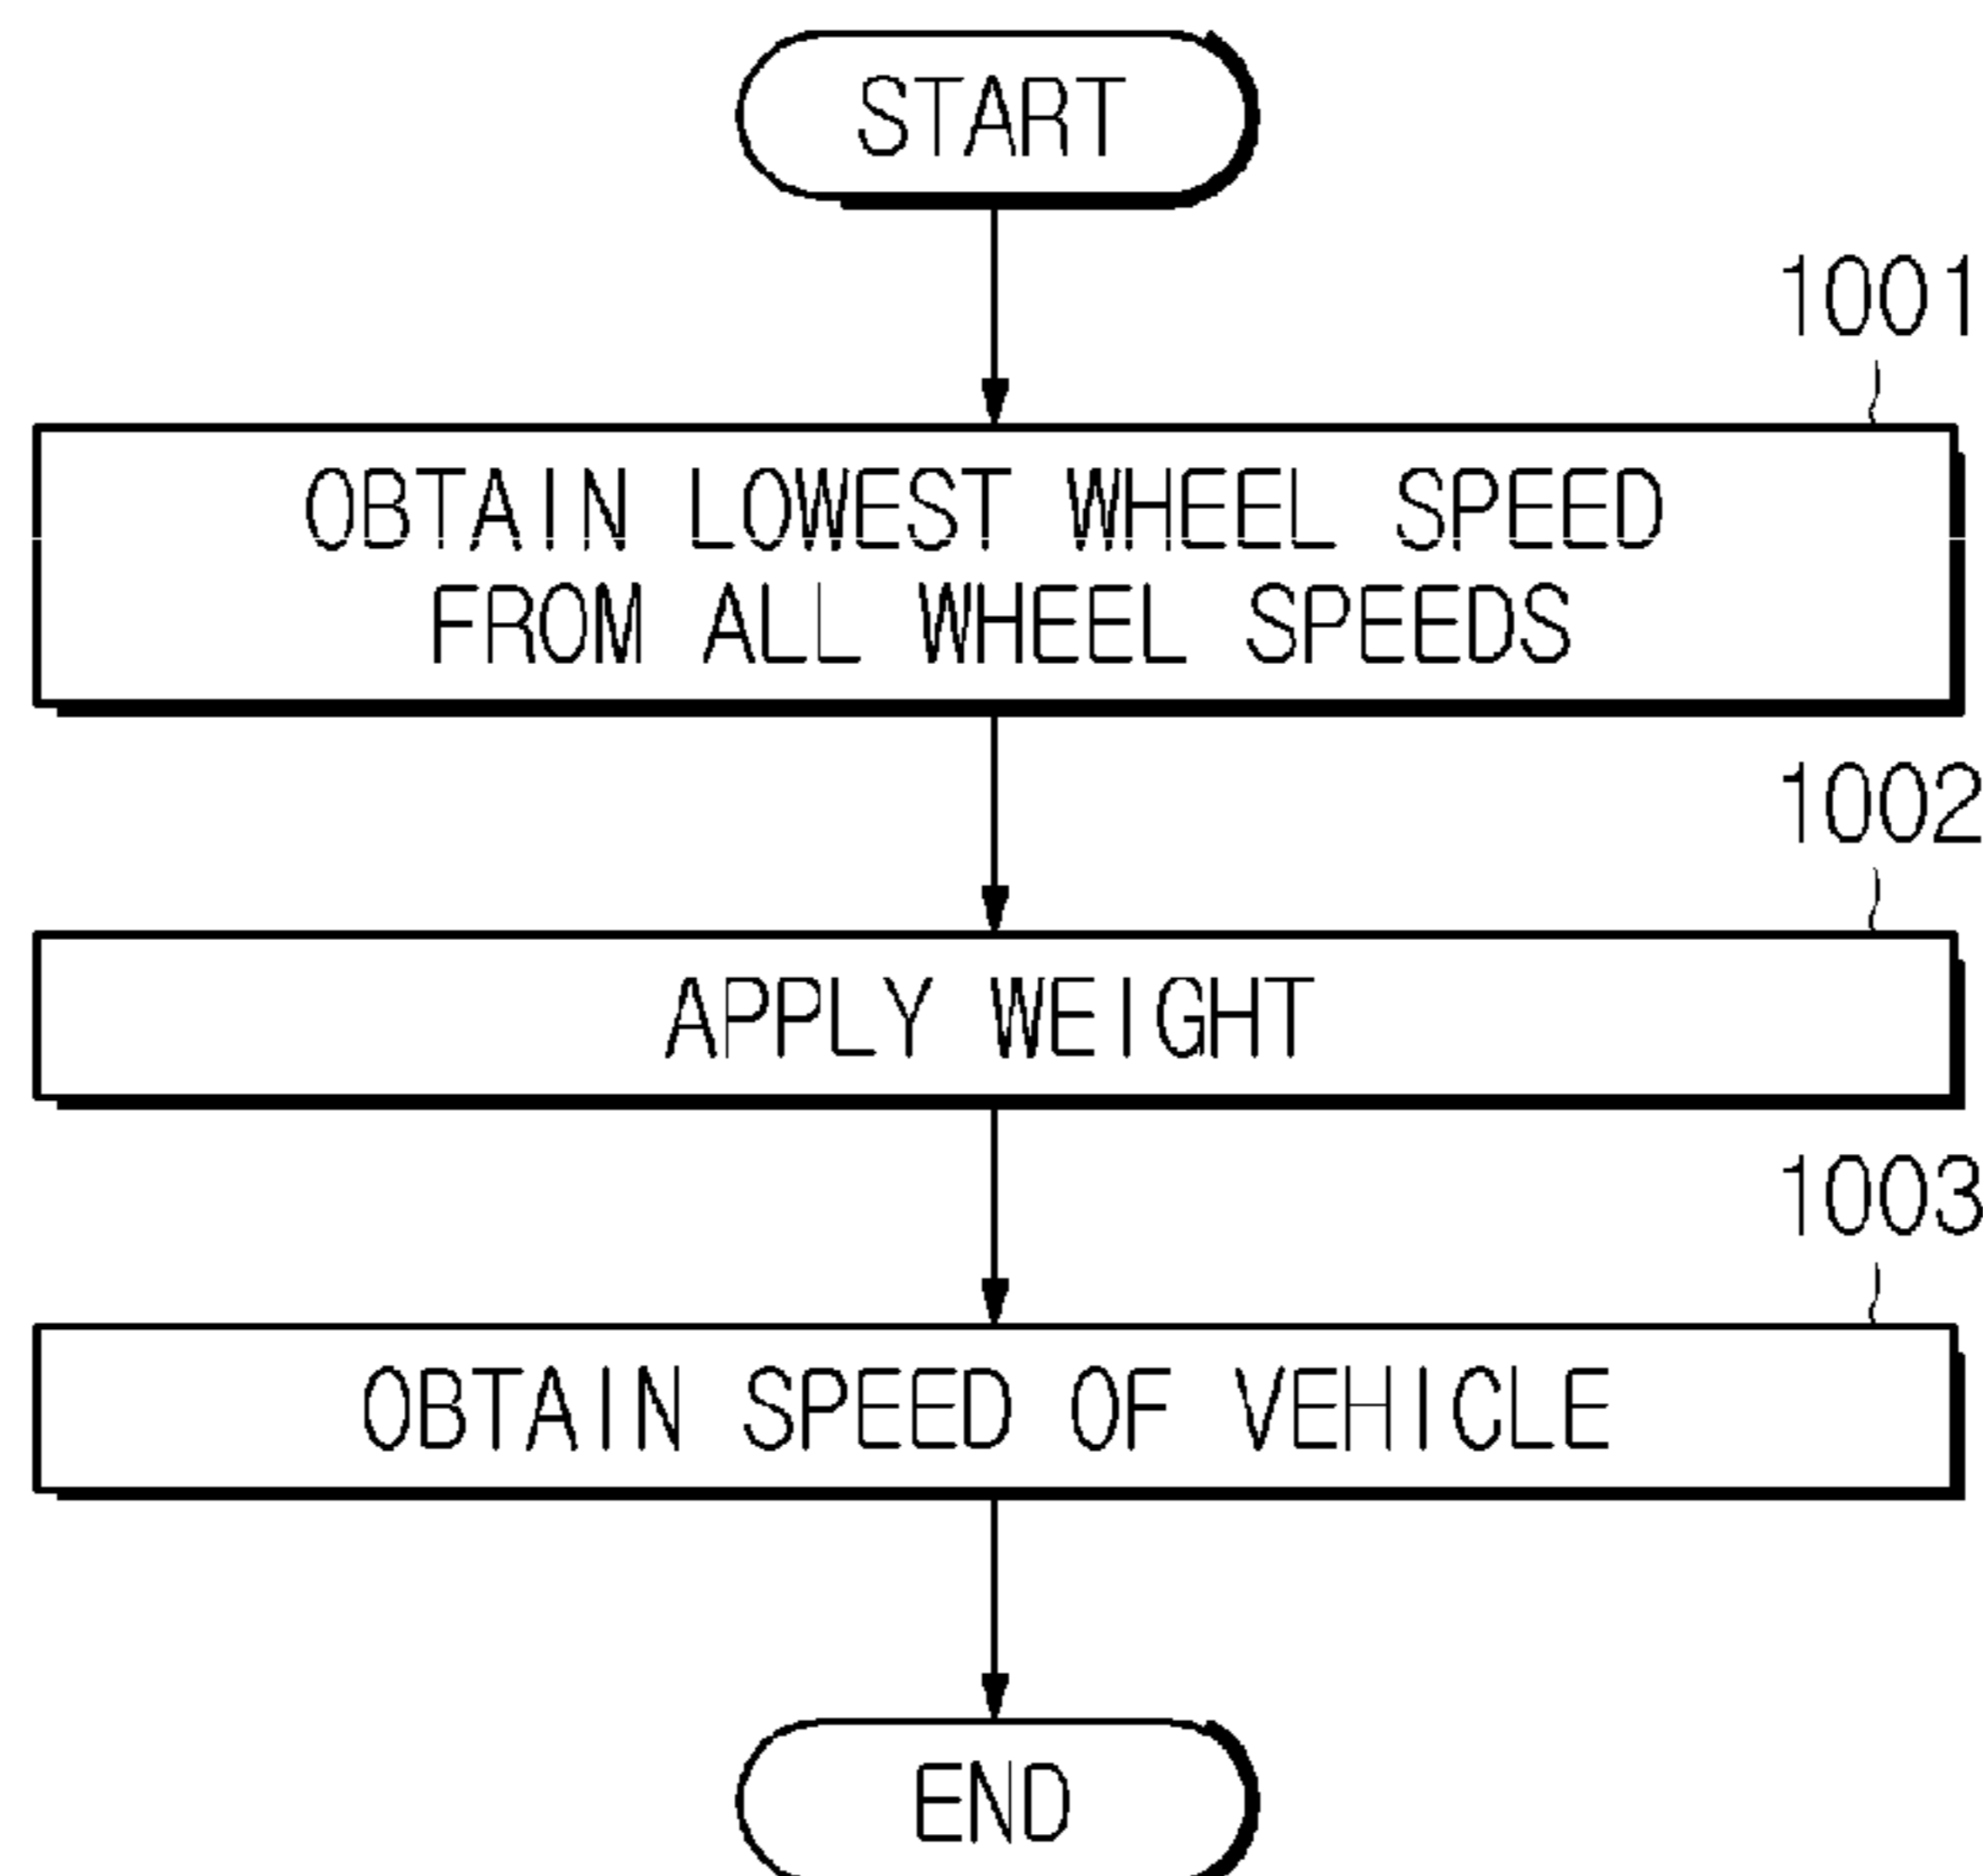 START
1001
OBTAIN LOWEST WHEEL SPEED
FROM ALL WHEEL SPEEDS
1002
APPLY WEIGHT
1003
OBTAIN SPEED OF VEHICLE
END